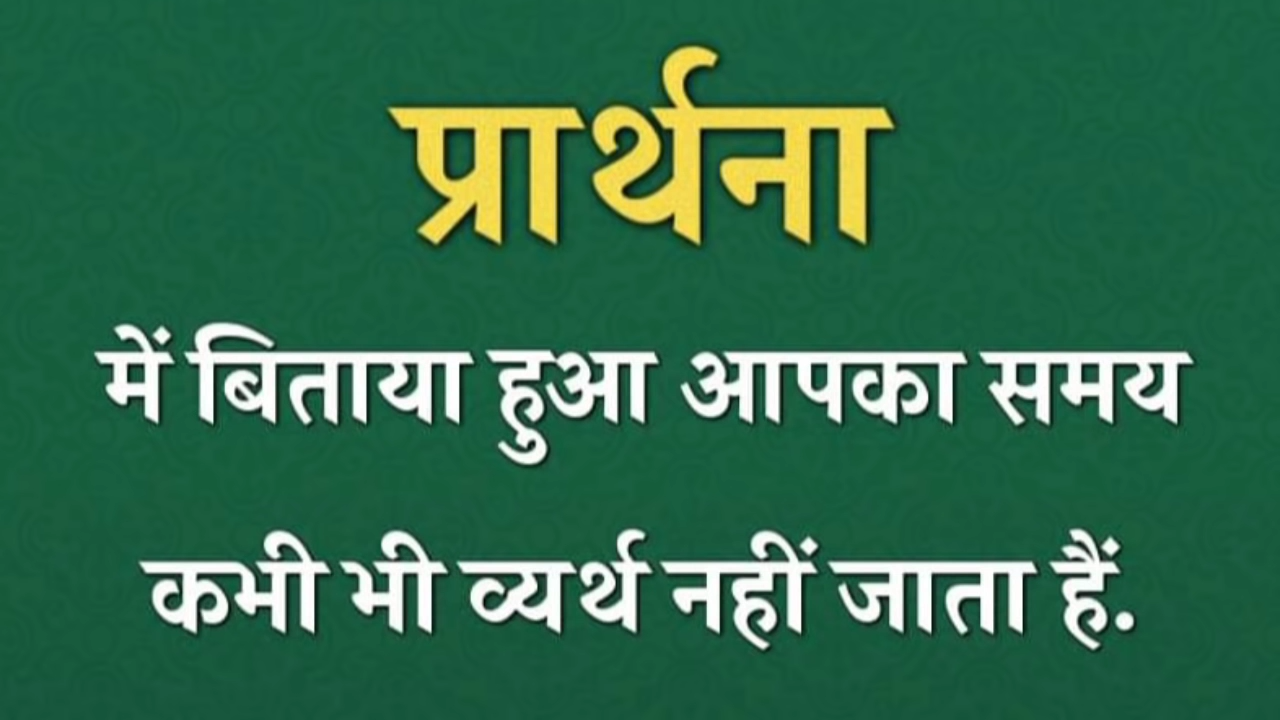 प्रार्थना
में बिताया हुआ आपका समय
कभी भी व्यर्थ नहीं जाता हैं.